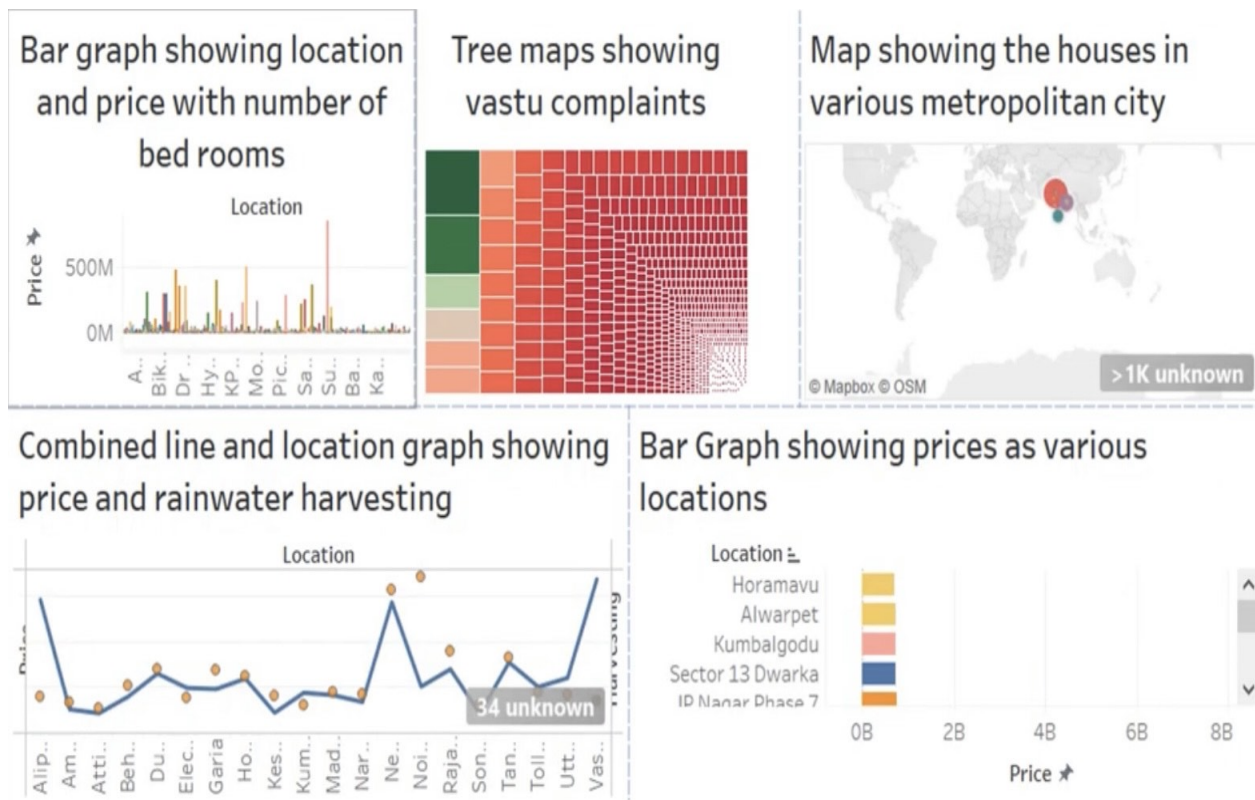 Bar graph showing location
and price with number of
bed rooms
Location
Price
500M
0M
A..
Bik..
Dr ..
Hy..
KP..
Mo..
Pic..
Sa..
Su..
Ba..
Ka..
Tree maps showing
vastu complaints
Map showing the houses in
various metropolitan city
© Mapbox © OSM
>1K unknown
Combined line and location graph showing
price and rainwater harvesting
Location
Price
34 unknown
Alip..
Am..
Atti..
Beh..
Du..
Elec..
Garia
Ho..
Kes..
Kum..
Mad..
Nar..
Ne..
Noi..
Raja..
Son..
Tan..
Toll..
Utt..
Vas..
Bar Graph showing prices as various
locations
Location
Horamavu
Alwarpet
Kumbalgodu
Sector 13 Dwarka
JP Nagar Phase 7
0B
2B
4B
6B
8B
Price